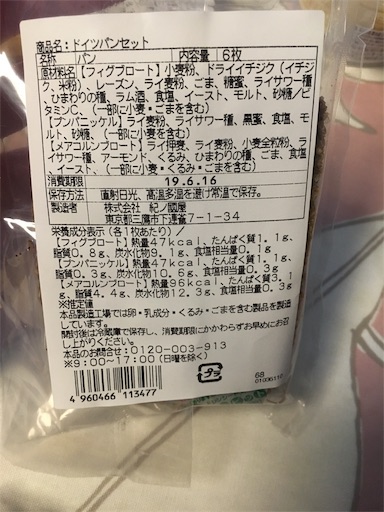 商品名：ドイツパンセット
名称 パン 内容量 6枚
原材料名 【フィグブロート】小麦粉、ドライイチジク（イチジ
ク、米粉）、レーズン、ライ麦粉、ごま、糖蜜、ライサワー種
、ひまわりの種、ラム酒、食塩、イースト、モルト、砂糖／ビ
タミンC、（一部に小麦・ごまを含む）
【プンパニッケル】ライ麦粉、ライサワー種、黒蜜、食塩、モ
ルト、砂糖、（一部に小麦を含む）
【メアコルンブロート】ライ押麦、ライ麦粉、小麦全粒粉、ラ
イサワー種、アーモンド、くるみ、ひまわりの種、ごま、食塩
、イースト、（一部に小麦・くるみ・ごまを含む）
消費期限 19.6.16
保存方法 直射日光、高温多湿を避け常温で保存。
製造者 株式会社 紀ノ國屋
東京都三鷹市下連雀7-1-34
栄養成分表示（各1枚あたり）／
【フィグブロート】熱量47kcal、たんぱく質1.1g、
脂質0.8g、炭水化物9.1g、食塩相当量0.1g
【プンパニッケル】熱量47kcal、たんぱく質1.1g、
脂質0.3g、炭水化物10.6g、食塩相当量0.3g
【メアコルンブロート】熱量96kcal、たんぱく質3.1
g、脂質4.4g、炭水化物12.3g、食塩相当量0.3g
※推定値
本品製造工場では卵・乳成分・くるみ・ごまを含む製品を製造
しています。
開封後は冷蔵庫で保存し、消費期限にかかわらずお早めにお召
し上がりください。
本品のお問合せ：0120-003-913
※9：00～17：00（日曜を除く）
プラ
68
4 960466 113477